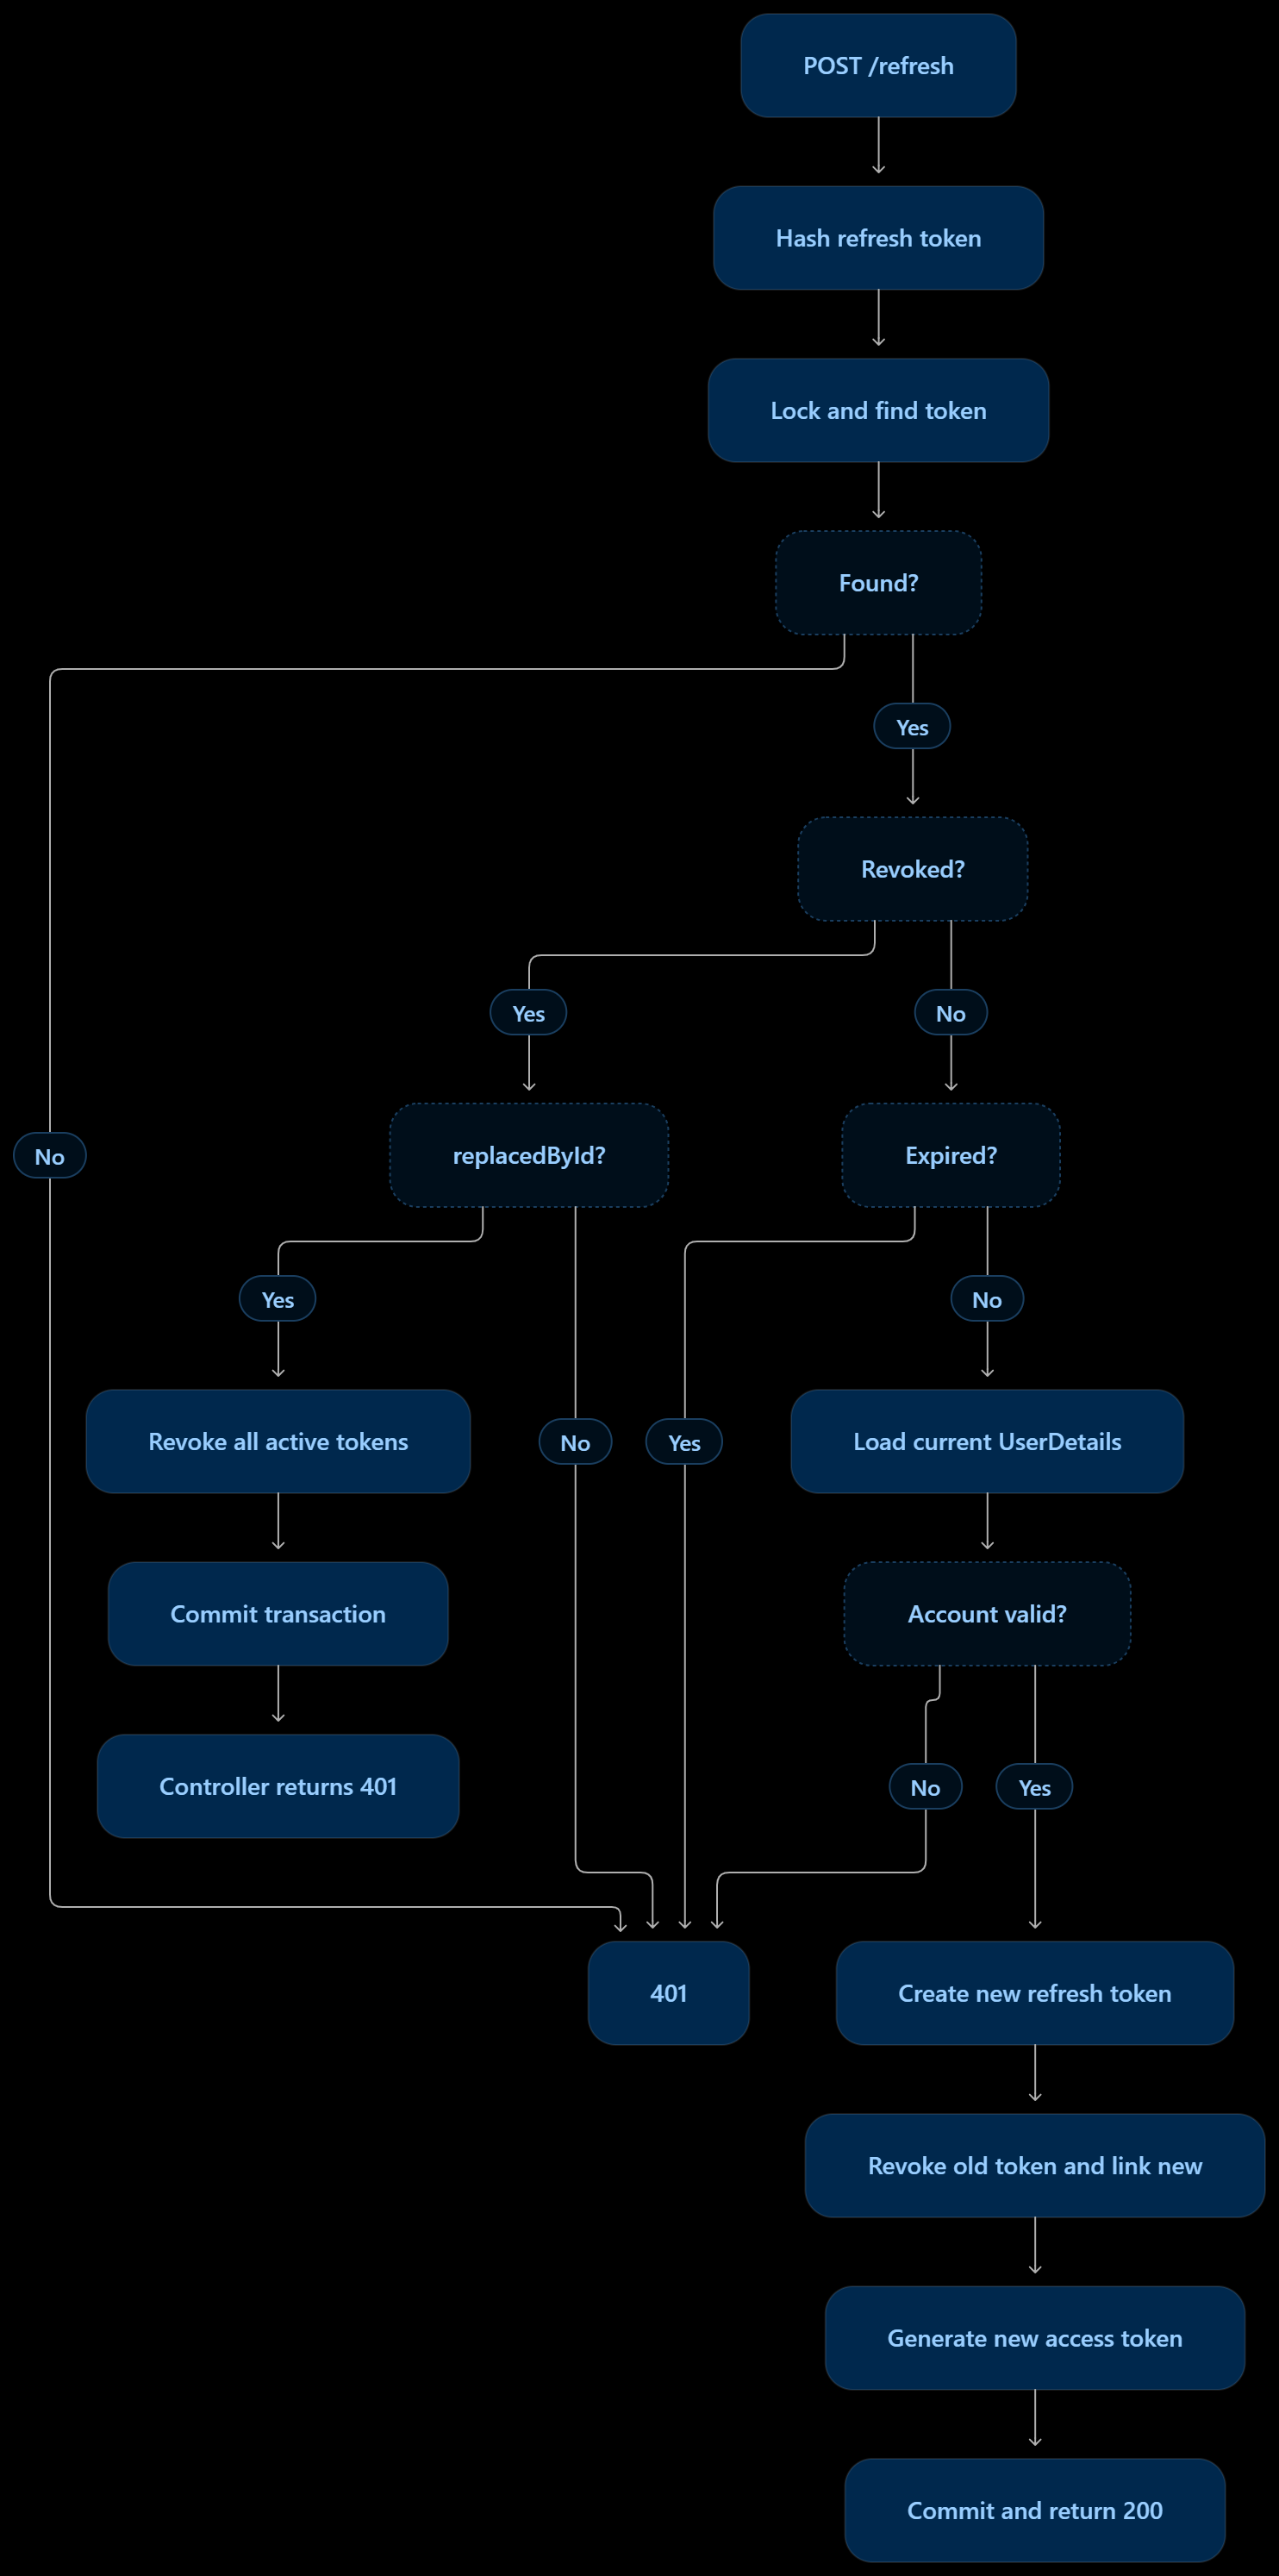 POST /refresh
Hash refresh token
Lock and find token
Found?
Yes
Revoked?
Yes
No
No
replacedById?
Expired?
Yes
No
Revoke all active tokens
No
Yes
Load current UserDetails
Commit transaction
Account valid?
Controller returns 401
No
Yes
401
Create new refresh token
Revoke old token and link new
Generate new access token
Commit and return 200